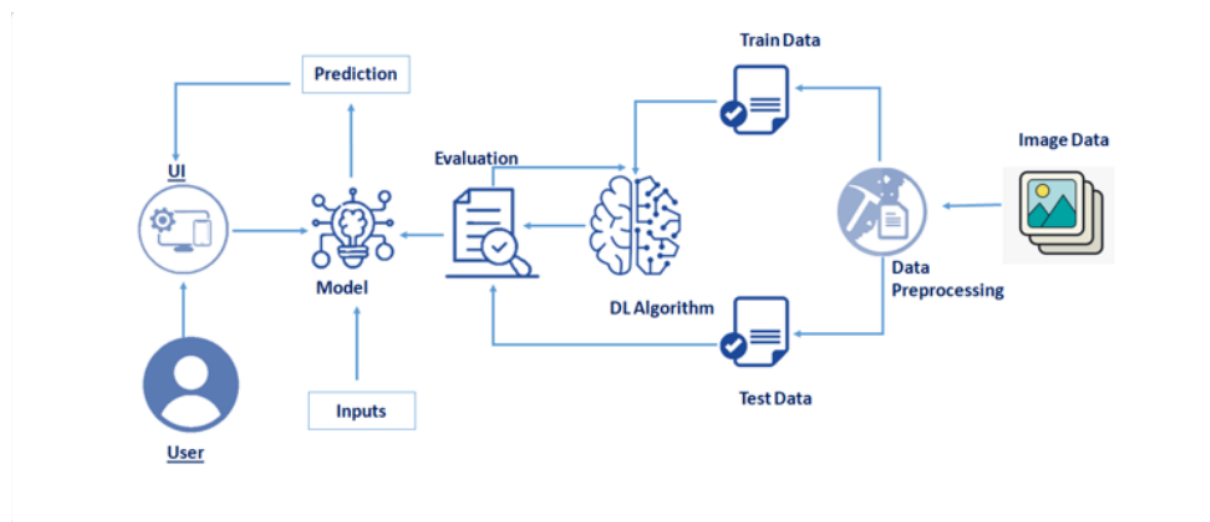 Train Data
Prediction
Image Data
Evaluation
UI
Data
Preprocessing
Model
DL Algorithm
Test Data
Inputs
User